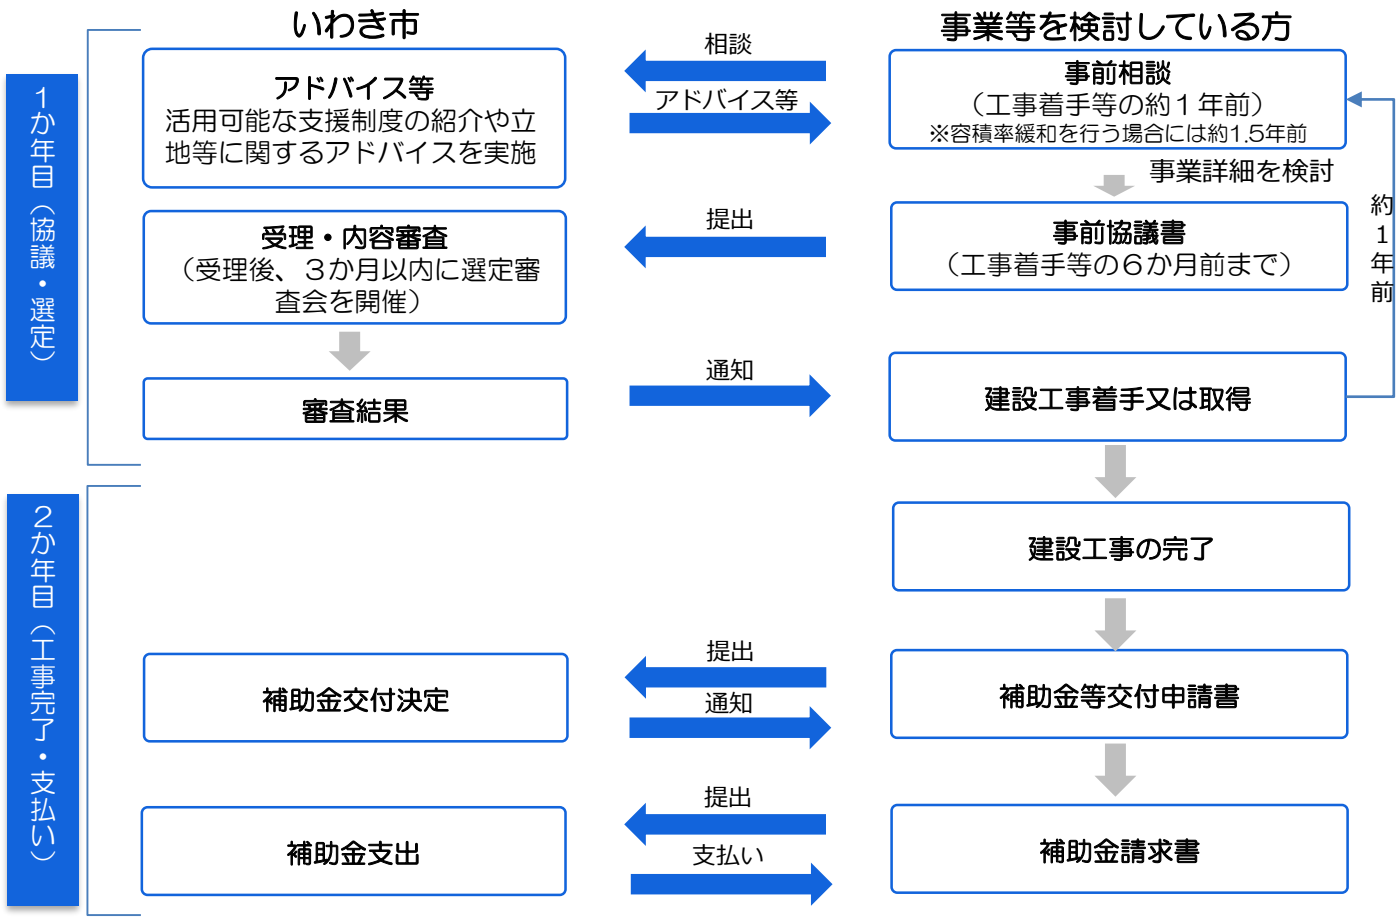 いわき市
事業等を検討している方
1か年目（協議・選定）
アドバイス等
活用可能な支援制度の紹介や立
地等に関するアドバイスを実施
相談
アドバイス等
事前相談
（工事着手等の約１年前）
※容積率緩和を行う場合には約1.5年前
事業詳細を検討
約１年前
受理・内容審査
（受理後、３か月以内に選定審
査会を開催）
提出
事前協議書
（工事着手等の６か月前まで）
審査結果
通知
建設工事着手又は取得
2か年目（工事完了・支払い）
建設工事の完了
補助金交付決定
提出
通知
補助金等交付申請書
補助金支出
提出
支払い
補助金請求書